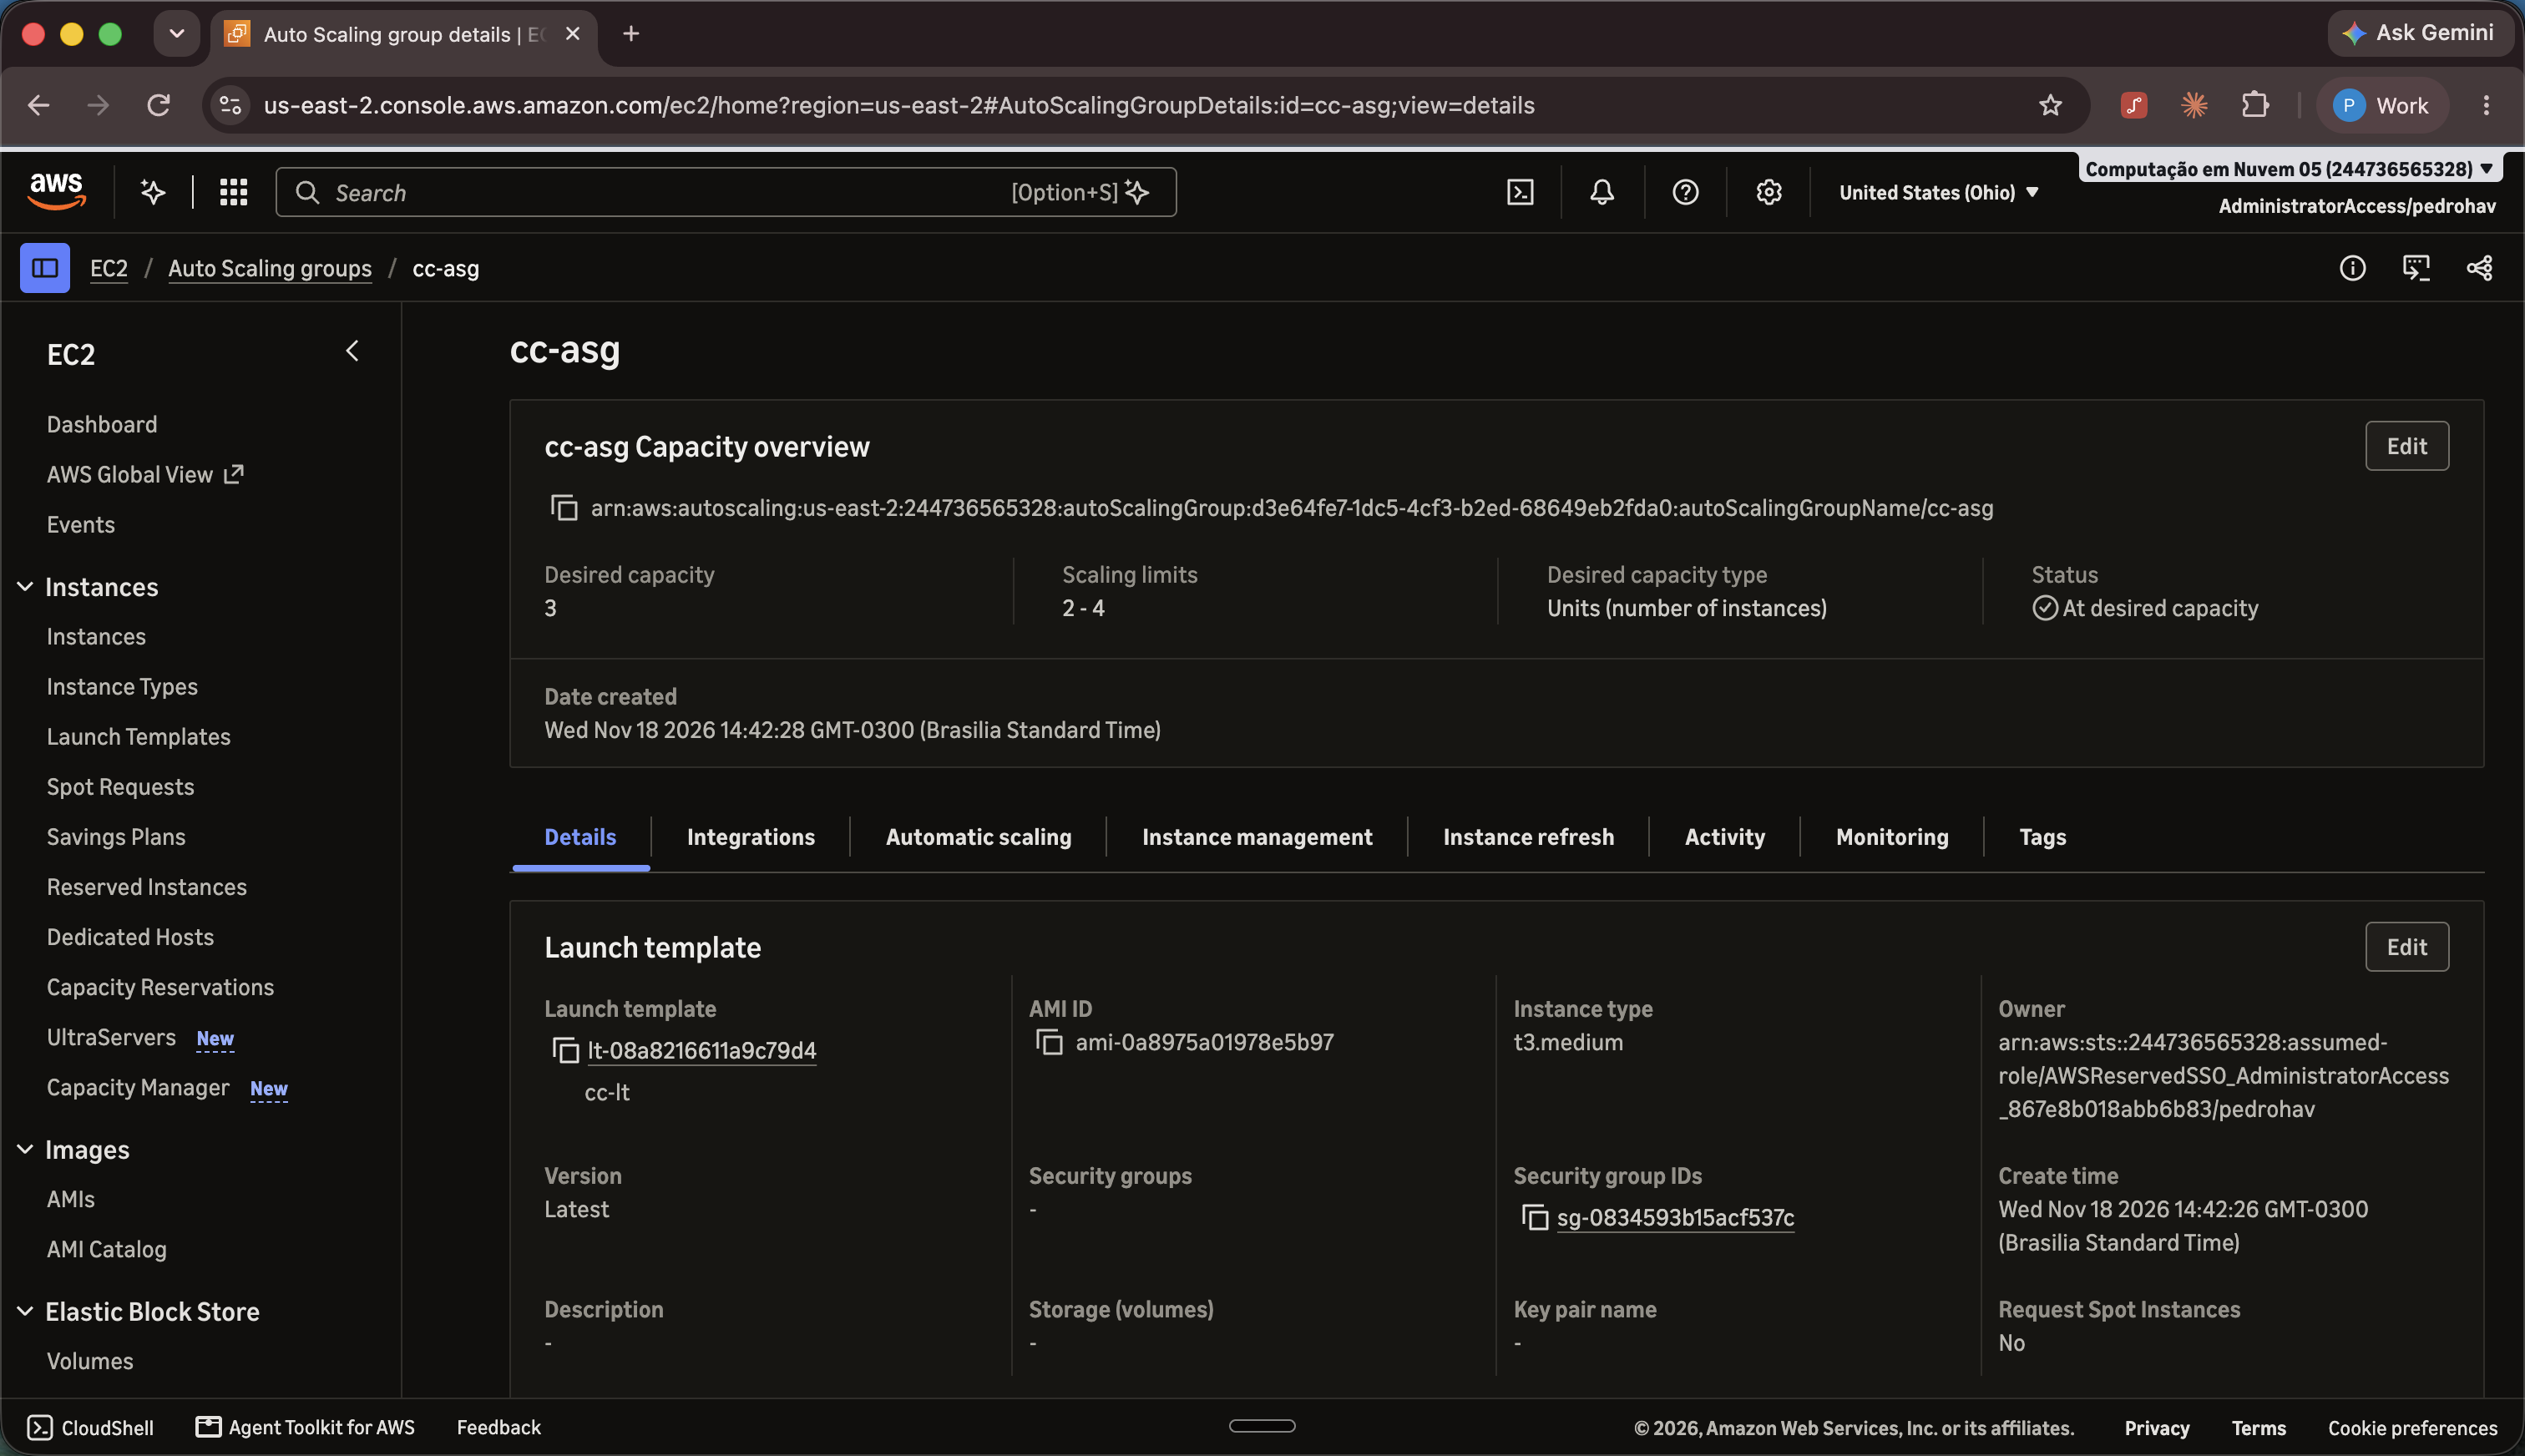 Auto Scaling group details | EC
Ask Gemini
us-east-2.console.aws.amazon.com/ec2/home?region=us-east-2#AutoScalingGroupDetails:id=cc-asg;view=details
P Work
aws
Search [Option+S]
United States (Ohio)
Computação em Nuvem 05 (244736565328)
AdministratorAccess/pedrohav
EC2 / Auto Scaling groups / cc-asg
EC2
Dashboard
AWS Global View
Events
Instances
Instances
Instance Types
Launch Templates
Spot Requests
Savings Plans
Reserved Instances
Dedicated Hosts
Capacity Reservations
UltraServers New
Capacity Manager New
Images
AMIs
AMI Catalog
Elastic Block Store
Volumes
cc-asg
cc-asg Capacity overview
Edit
arn:aws:autoscaling:us-east-2:244736565328:autoScalingGroup:d3e64fe7-1dc5-4cf3-b2ed-68649eb2fda0:autoScalingGroupName/cc-asg
Desired capacity
3
Scaling limits
2 - 4
Desired capacity type
Units (number of instances)
Status
At desired capacity
Date created
Wed Nov 18 2026 14:42:28 GMT-0300 (Brasilia Standard Time)
Details
Integrations
Automatic scaling
Instance management
Instance refresh
Activity
Monitoring
Tags
Launch template
Edit
Launch template
lt-08a8216611a9c79d4
cc-lt
AMI ID
ami-0a8975a01978e5b97
Instance type
t3.medium
Owner
arn:aws:sts::244736565328:assumed-
role/AWSReservedSSO_AdministratorAccess
_867e8b018abb6b83/pedrohav
Version
Latest
Security groups
-
Security group IDs
sg-0834593b15acf537c
Create time
Wed Nov 18 2026 14:42:26 GMT-0300
(Brasilia Standard Time)
Description
-
Storage (volumes)
-
Key pair name
-
Request Spot Instances
No
CloudShell
Agent Toolkit for AWS
Feedback
© 2026, Amazon Web Services, Inc. or its affiliates.
Privacy
Terms
Cookie preferences